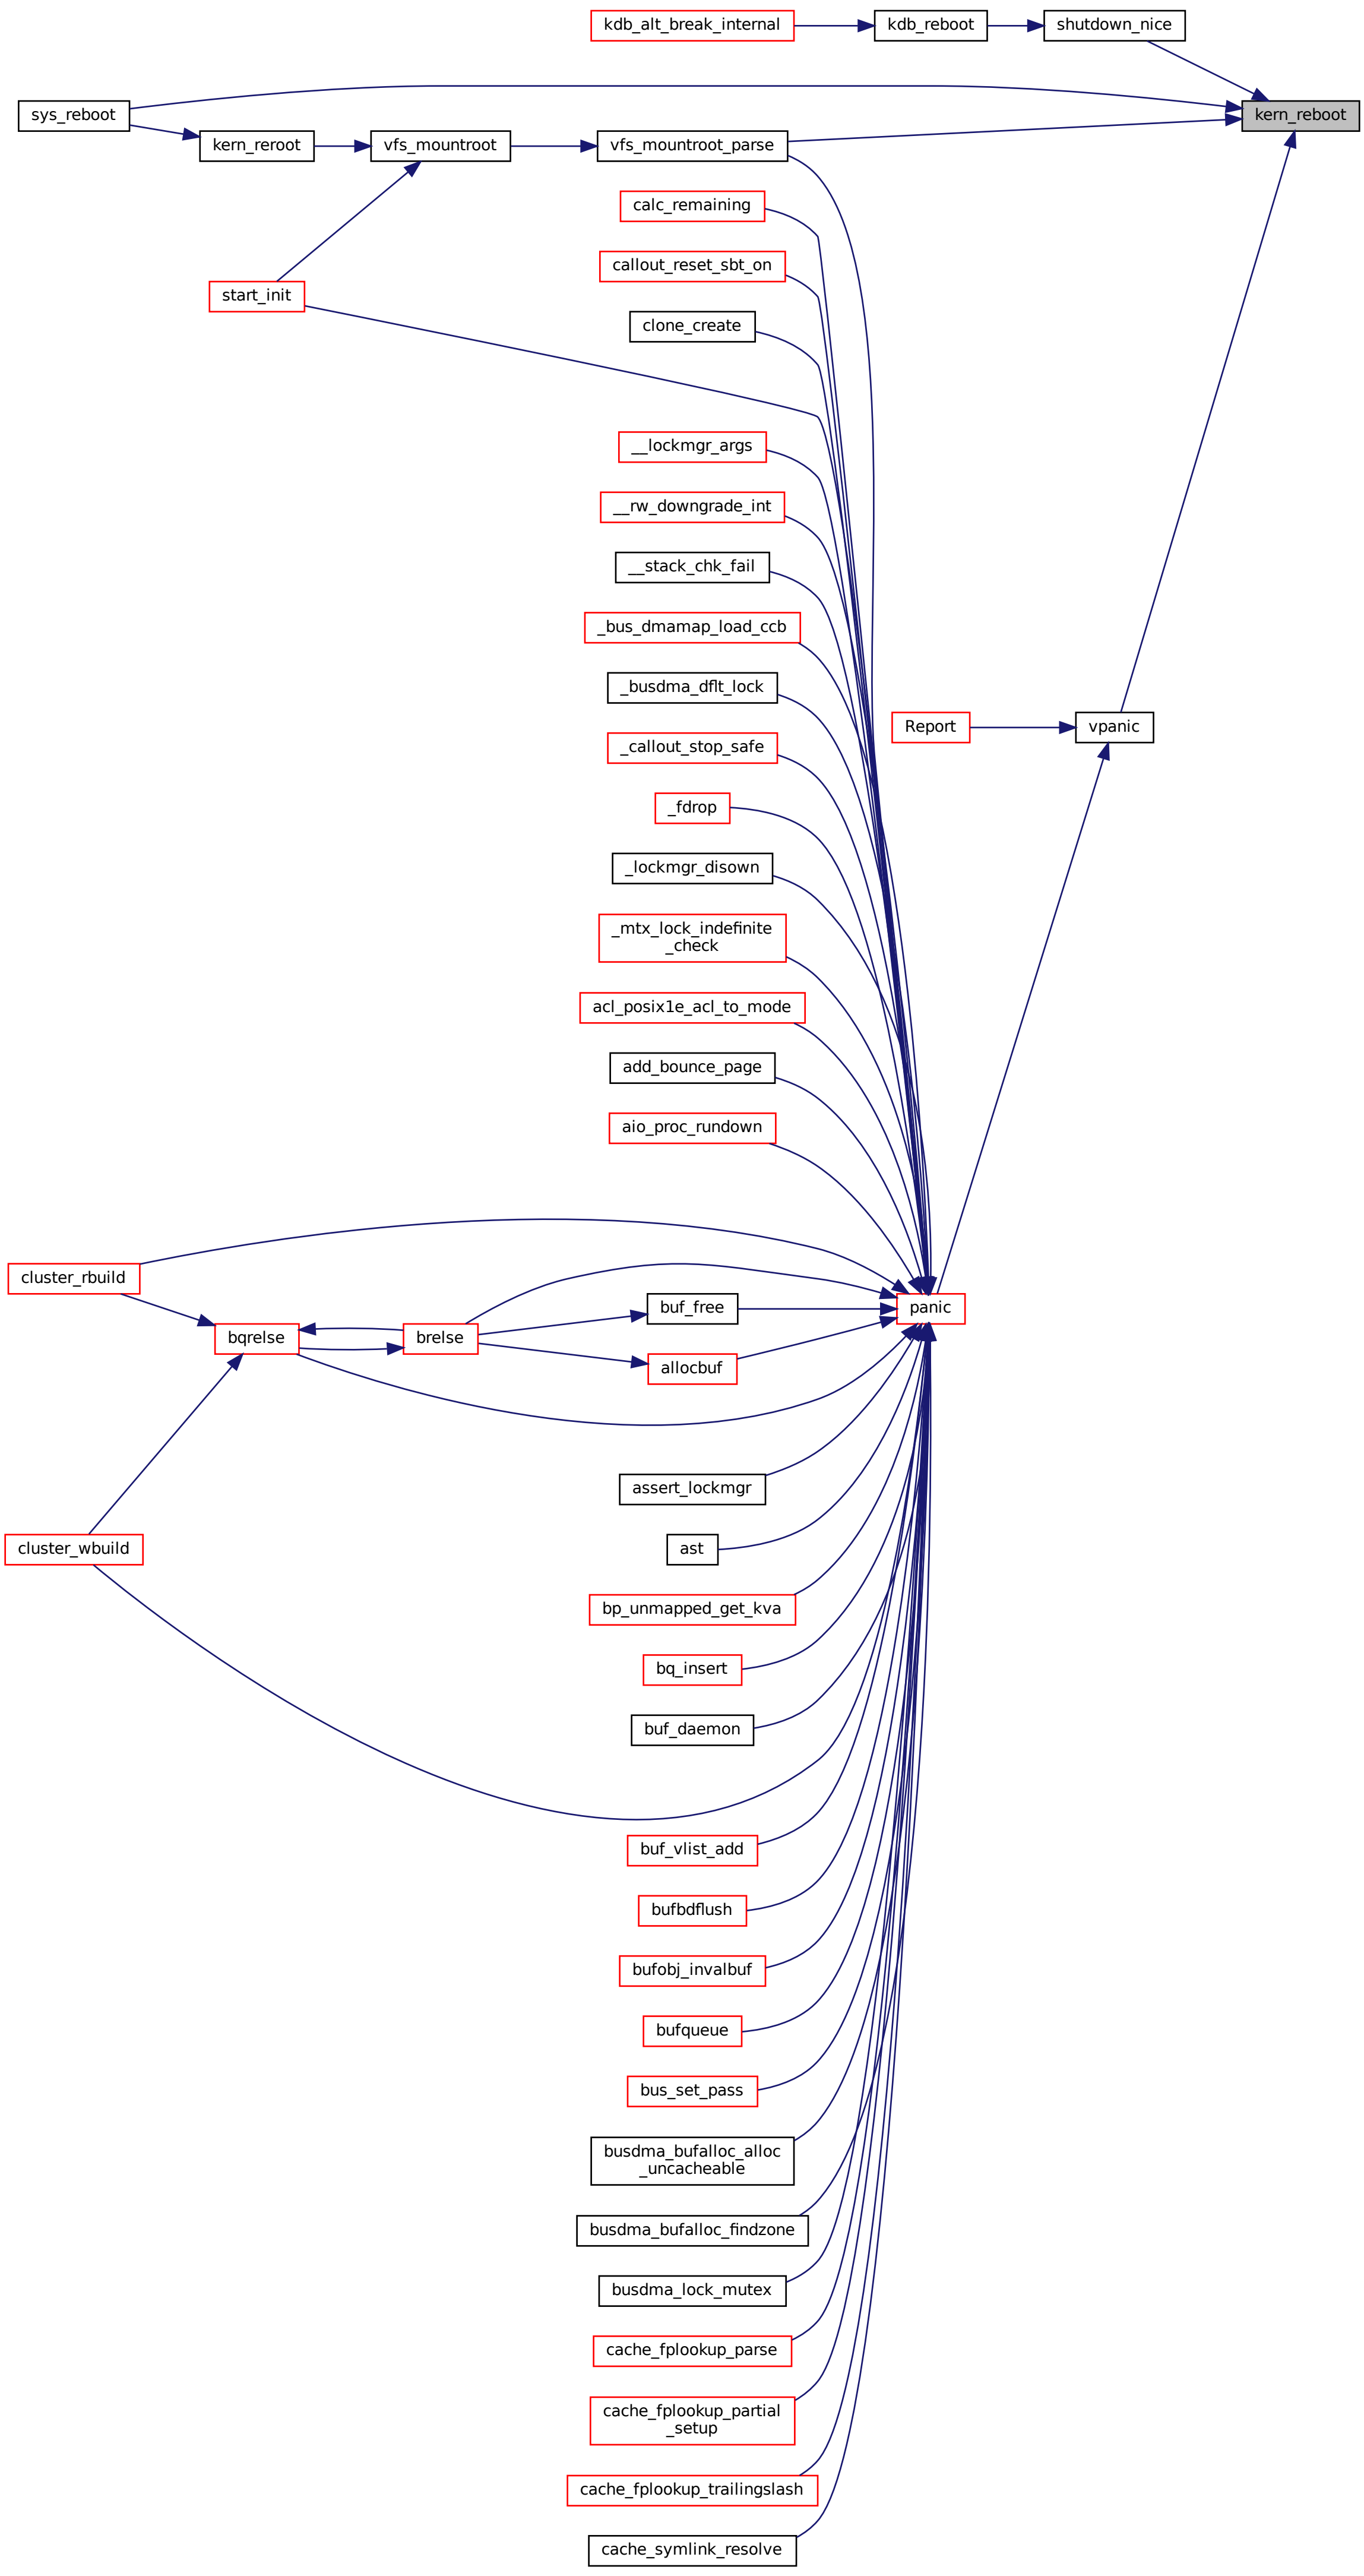 kdb_alt_break_internal
kdb_reboot
shutdown_nice
sys_reboot
kern_reboot
kern_reroot
vfs_mountroot
vfs_mountroot_parse
calc_remaining
callout_reset_sbt_on
start_init
clone_create
__lockmgr_args
__rw_downgrade_int
__stack_chk_fail
_bus_dmamap_load_ccb
_busdma_dflt_lock
Report
vpanic
_callout_stop_safe
_fdrop
_lockmgr_disown
_mtx_lock_indefinite
_check
acl_posix1e_acl_to_mode
add_bounce_page
aio_proc_rundown
cluster_rbuild
buf_free
panic
bqrelse
brelse
allocbuf
assert_lockmgr
cluster_wbuild
ast
bp_unmapped_get_kva
bq_insert
buf_daemon
buf_vlist_add
bufbdflush
bufobj_invalbuf
bufqueue
bus_set_pass
busdma_bufalloc_alloc
_uncacheable
busdma_bufalloc_findzone
busdma_lock_mutex
cache_fplookup_parse
cache_fplookup_partial
_setup
cache_fplookup_trailingslash
cache_symlink_resolve